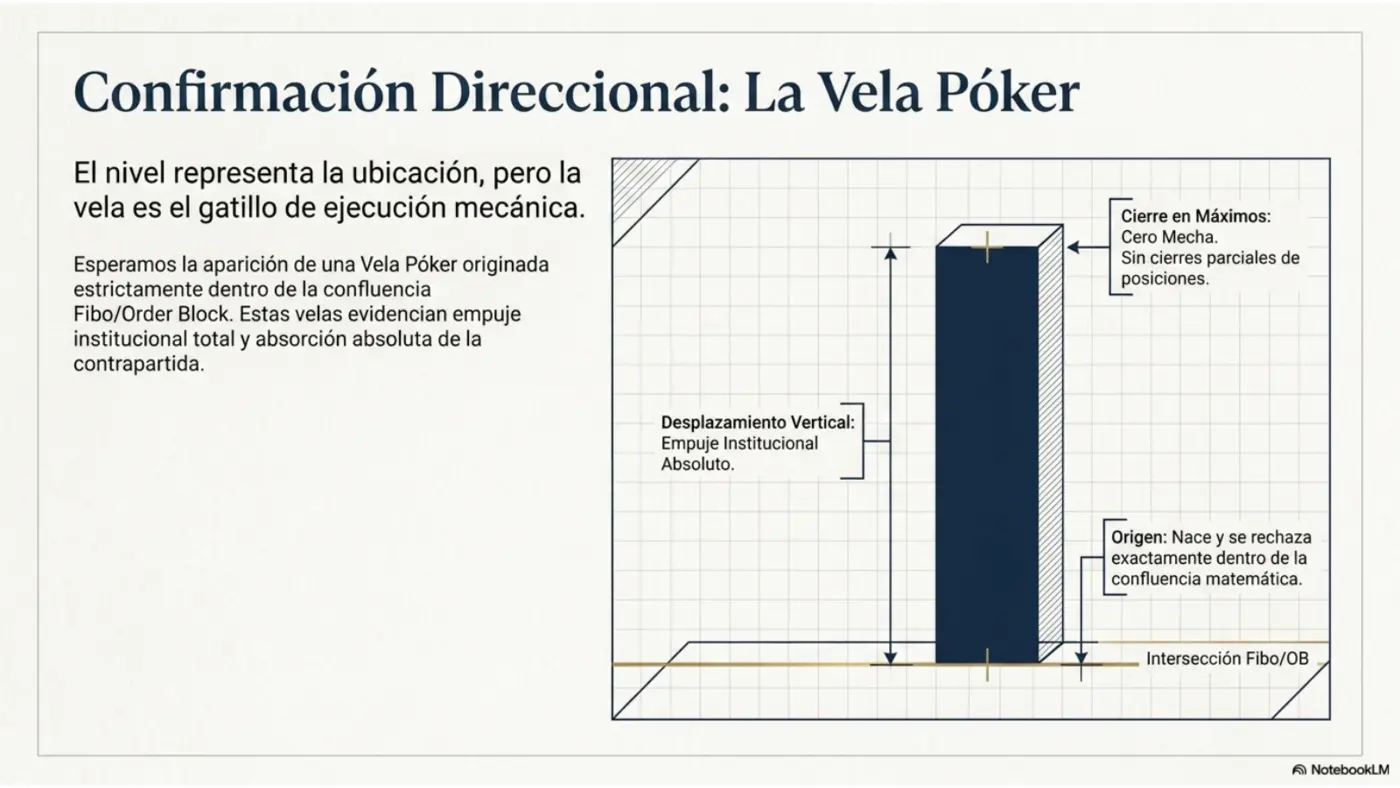 Confirmación Direccional: La Vela Póker
El nivel representa la ubicación, pero la
vela es el gatillo de ejecución mecánica.
Esperamos la aparición de una Vela Póker originada
estrictamente dentro de la confluencia
Fibo/Order Block. Estas velas evidencian empuje
institucional total y absorción absoluta de la
contrapartida.
Cierre en Máximos:
Cero Mecha.
Sin cierres parciales de
posiciones.
Desplazamiento Vertical:
Empuje Institucional
Absoluto.
Origen: Nace y se rechaza
exactamente dentro de la
confluencia matemática.
Intersección Fibo/OB
NotebookLM